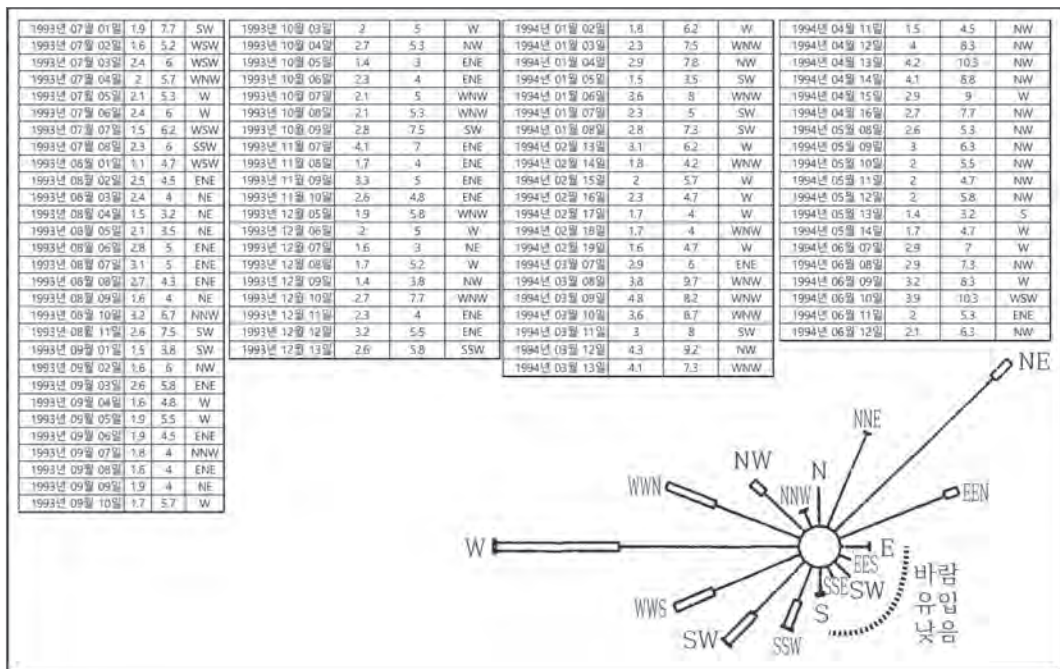 1993년 07월 01일 1.9 7.7 SW
1993년 07월 02일 1.6 5.2 WSW
1993년 07월 03일 2.4 6 WSW
1993년 07월 04일 2 5.7 WNW
1993년 07월 05일 2.1 5.3 W
1993년 07월 06일 2.4 6 W
1993년 07월 07일 1.5 6.2 WSW
1993년 07월 08일 2.3 6 SSW
1993년 08월 01일 1.1 4.7 WSW
1993년 08월 02일 2.5 4.5 ENE
1993년 08월 03일 2.4 4 NE
1993년 08월 04일 1.5 3.2 NE
1993년 08월 05일 2.1 3.5 NE
1993년 08월 06일 2.8 5 ENE
1993년 08월 07일 3.1 5 ENE
1993년 08월 08일 2.7 4.3 ENE
1993년 08월 09일 1.6 4 NE
1993년 08월 10일 3.2 6.7 NNW
1993년 08월 11일 2.6 7.5 SW
1993년 09월 01일 1.5 3.8 SW
1993년 09월 02일 1.6 6 NW
1993년 09월 03일 2.6 5.8 ENE
1993년 09월 04일 1.6 4.8 W
1993년 09월 05일 1.9 5.5 W
1993년 09월 06일 1.9 4.5 ENE
1993년 09월 07일 1.8 4 NNW
1993년 09월 08일 1.6 4 ENE
1993년 09월 09일 1.9 4 NE
1993년 09월 10일 1.7 5.7 W
1993년 10월 03일 2 5 W
1993년 10월 04일 2.7 5.3 NW
1993년 10월 05일 1.4 3 ENE
1993년 10월 06일 2.3 4 ENE
1993년 10월 07일 2.1 5 WNW
1993년 10월 08일 2.1 5.3 WNW
1993년 10월 09일 2.8 7.5 SW
1993년 11월 07일 4.1 7 ENE
1993년 11월 08일 1.7 4 ENE
1993년 11월 09일 3.3 5 ENE
1993년 11월 10일 2.6 4.8 ENE
1993년 12월 05일 1.9 5.8 WNW
1993년 12월 06일 2 5 W
1993년 12월 07일 1.6 3 NE
1993년 12월 08일 1.7 5.2 W
1993년 12월 09일 1.4 3.8 NW
1993년 12월 10일 2.7 7.7 WNW
1993년 12월 11일 2.3 4 ENE
1993년 12월 12일 3.2 5.5 ENE
1993년 12월 13일 2.6 5.8 SSW
1994년 01월 02일 1.8 6.2 W
1994년 01월 03일 2.3 7.5 WNW
1994년 01월 04일 2.9 7.8 NW
1994년 01월 05일 1.5 3.5 SW
1994년 01월 06일 3.6 8 WNW
1994년 01월 07일 2.3 5 SW
1994년 01월 08일 2.8 7.3 SW
1994년 02월 13일 3.1 6.2 W
1994년 02월 14일 1.8 4.2 WNW
1994년 02월 15일 2 5.7 W
1994년 02월 16일 2.3 4.7 W
1994년 02월 17일 1.7 4 W
1994년 02월 18일 1.7 4 WNW
1994년 02월 19일 1.6 4.7 W
1994년 03월 07일 2.9 6 ENE
1994년 03월 08일 3.8 9.7 WNW
1994년 03월 09일 4.8 8.2 WNW
1994년 03월 10일 3.6 8.7 WNW
1994년 03월 11일 3 8 SW
1994년 03월 12일 4.3 9.2 NW
1994년 03월 13일 4.1 7.3 WNW
1994년 04월 11일 1.5 4.5 NW
1994년 04월 12일 4 8.3 NW
1994년 04월 13일 4.2 10.3 NW
1994년 04월 14일 4.1 8.8 NW
1994년 04월 15일 2.9 9 W
1994년 04월 16일 2.7 7.7 NW
1994년 05월 08일 2.6 5.3 NW
1994년 05월 09일 3 6.3 NW
1994년 05월 10일 2 5.5 NW
1994년 05월 11일 2 4.7 NW
1994년 05월 12일 2 5.8 NW
1994년 05월 13일 1.4 3.2 S
1994년 05월 14일 1.7 4.7 W
1994년 06월 07일 2.9 7 W
1994년 06월 08일 2.9 7.3 NW
1994년 06월 09일 3.2 8.3 W
1994년 06월 10일 3.9 10.3 WSW
1994년 06월 11일 2 5.3 ENE
1994년 06월 12일 2.1 6.3 NW
NE
NNE
NW
N
WWN
NNW
EEN
W
E
EES
SSE
SW
WWS
S
SW
SSW
바람
유입
낮음